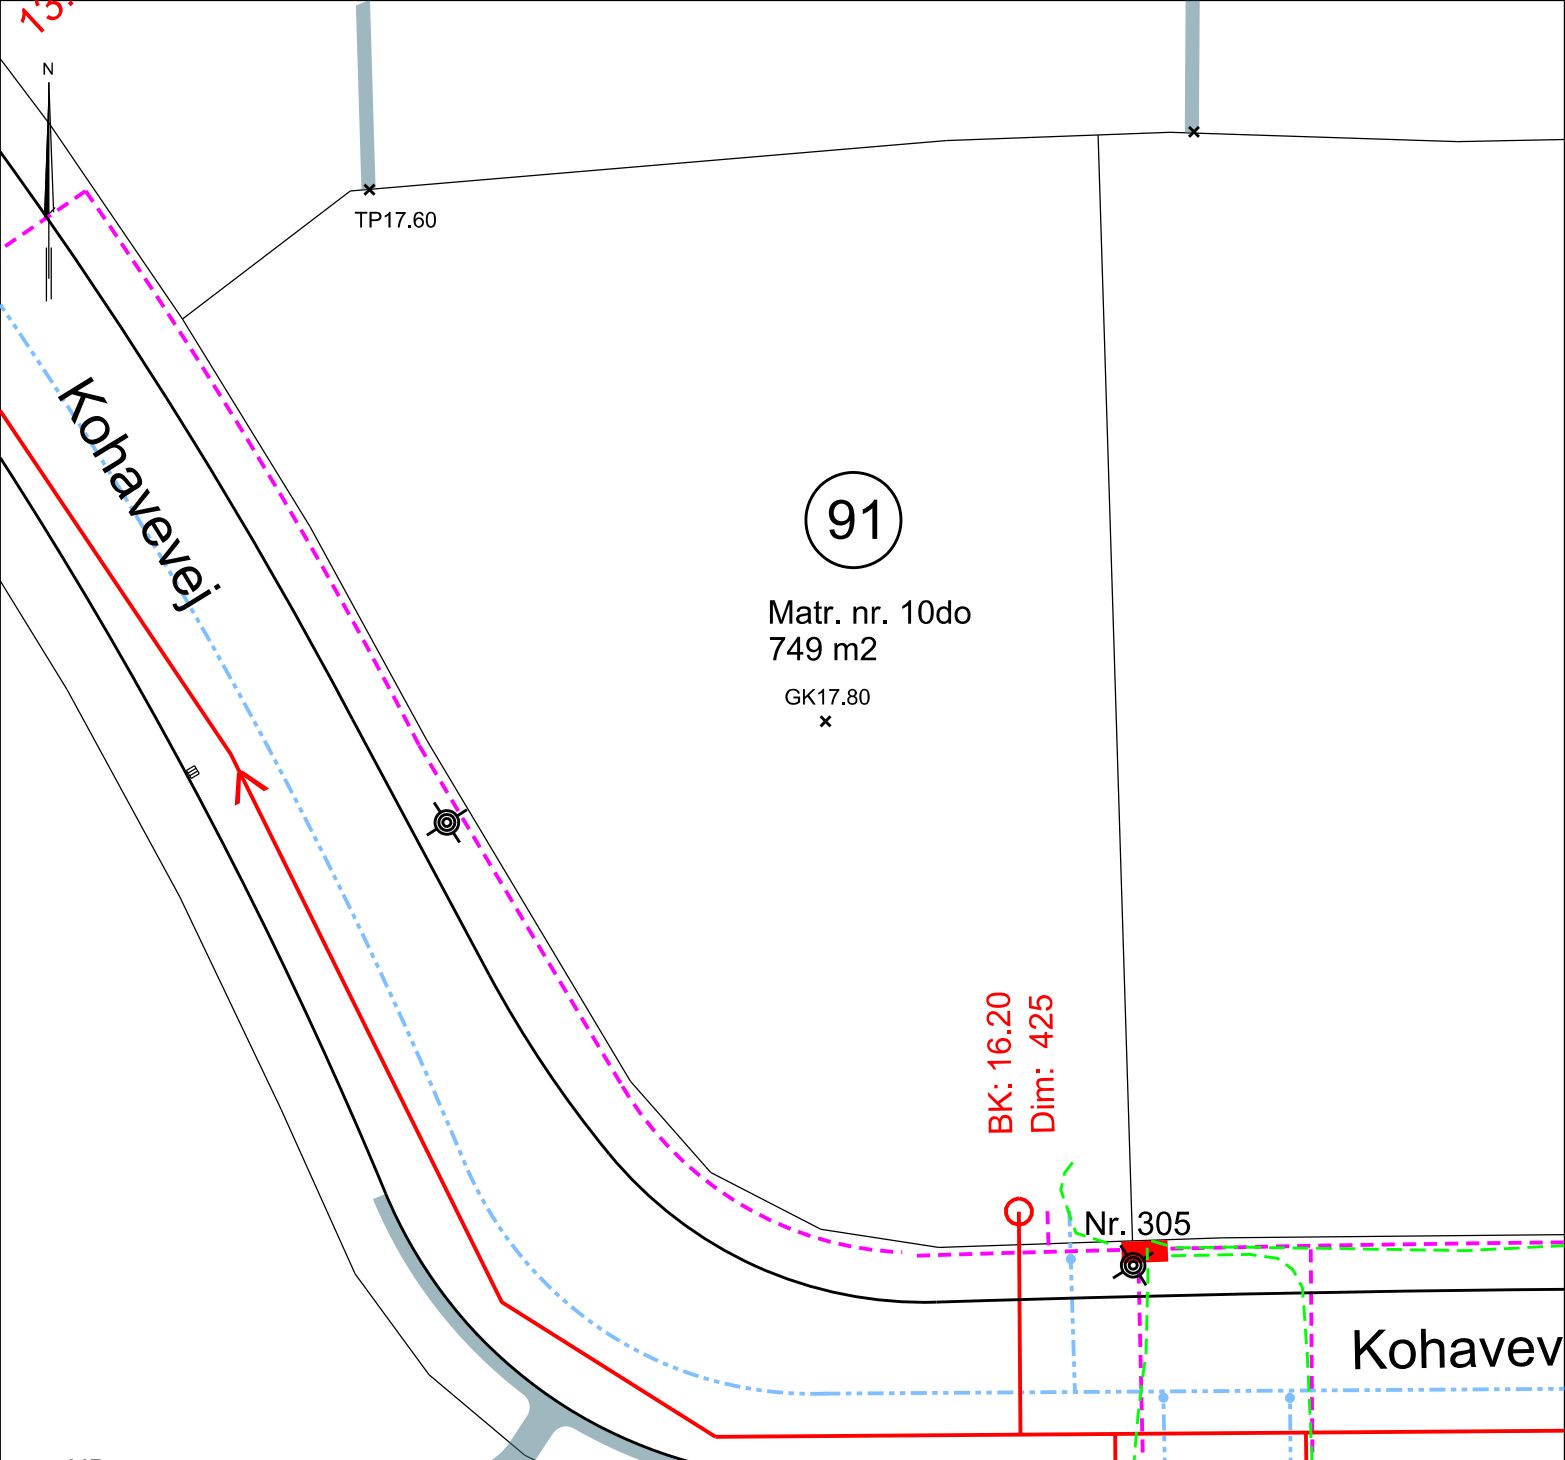 13.
N
TP17.60
Kohavevej
91
Matr. nr. 10do
749 m2
GK17.80
BK: 16.20
Dim: 425
Nr. 305
Kohavev